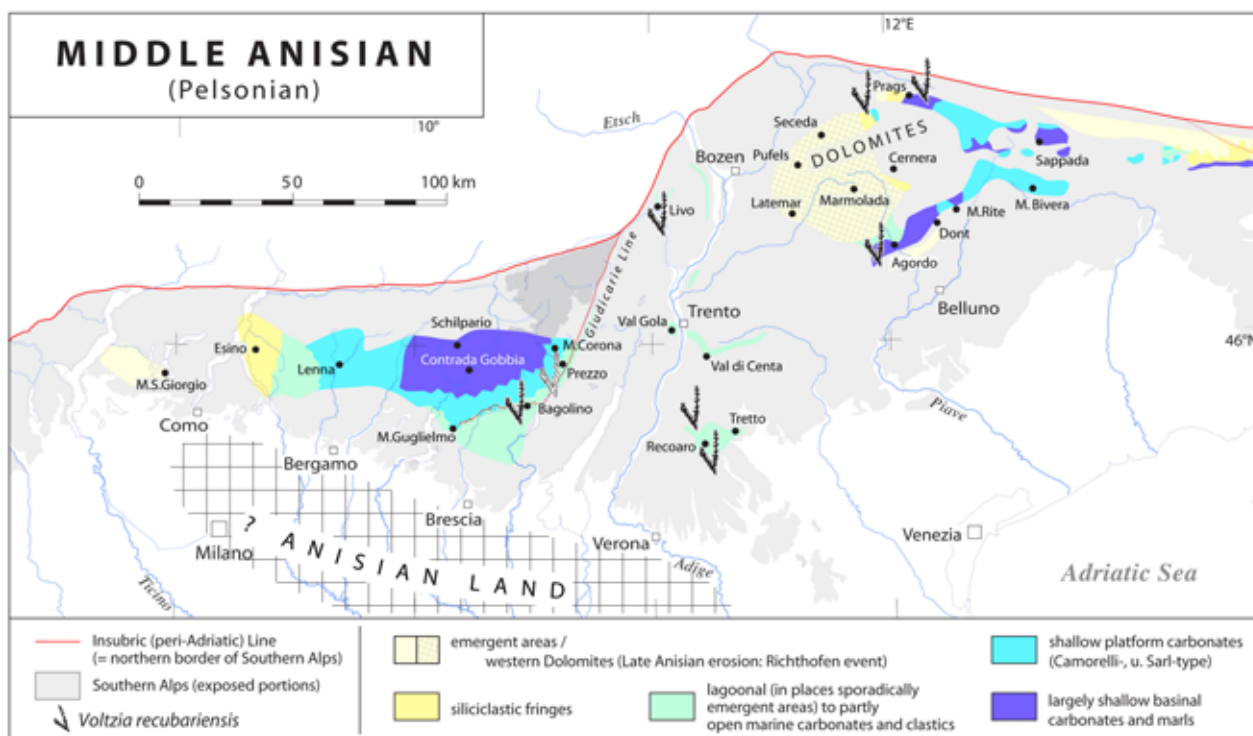 MIDDLE ANISIAN
(Pelsonian)
12°E
10°
Etsch
Prags
Seceda
DOLOMITES
Bozen
Pufels
Cernera
Sappada
0 50 100 km
Livo
Latemar
Marmolada
M.Rite
M. Bivera
Dont
Agordo
Giudicarie Line
Belluno
Trento
Val Gola
Schilpario
M.Corona
46°N
Esino
Lenna
Contrada Gobbia
Prezzo
Val di Centa
M.S.Giorgio
Bagolino
Piave
Como
M.Guglielmo
Tretto
Recoaro
Bergamo
Brescia
Venezia
Milano
Verona
? ANISIAN LAND
Adige
Adriatic Sea
Ticino
Insubric (peri-Adriatic) Line
(= northern border of Southern Alps)
Southern Alps (exposed portions)
Voltzia recubariensis
emergent areas /
western Dolomites (Late Anisian erosion: Richthofen event)
siliciclastic fringes
lagoonal (in places sporadically
emergent areas) to partly
open marine carbonates and clastics
shallow platform carbonates
(Camorelli-, u. Sarl-type)
largely shallow basinal
carbonates and marls